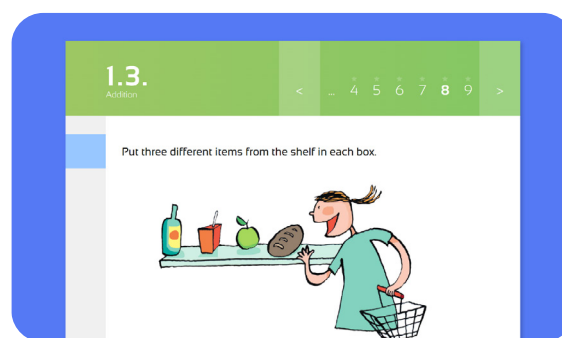 1.3.
Addition
< ... 4 5 6 7 8 9 >
Put three different items from the shelf in each box.